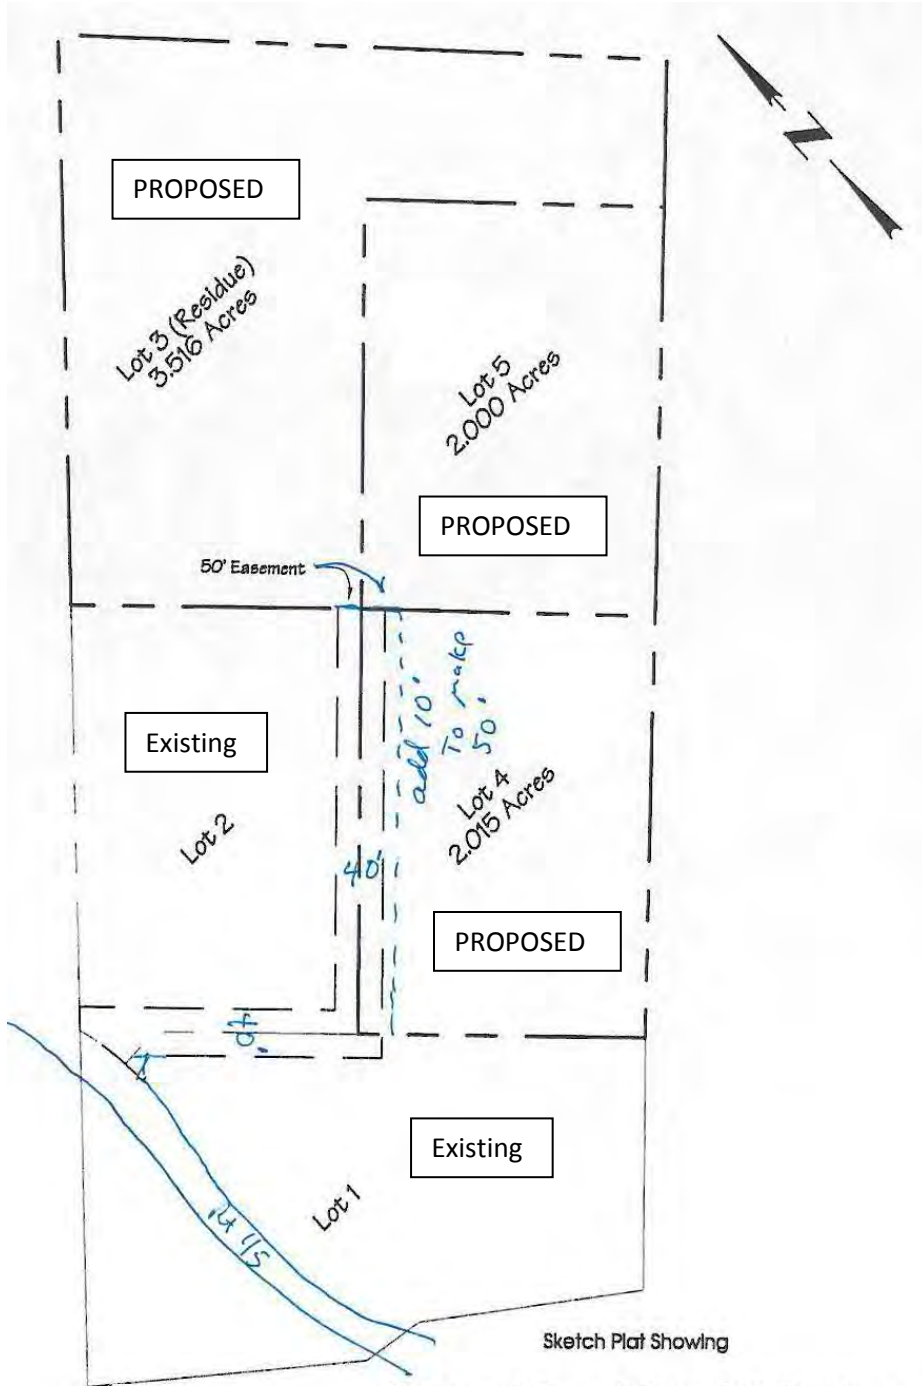 PROPOSED
Lot 3 (Residue)
3.516 Acres
Lot 5
2.000 Acres
PROPOSED
50' Easement
add 10'
To make
50'
Existing
Lot 2
Lot 4
2.015 Acres
40'
PROPOSED
40'
Existing
Lot 1
Sketch Plat Showing